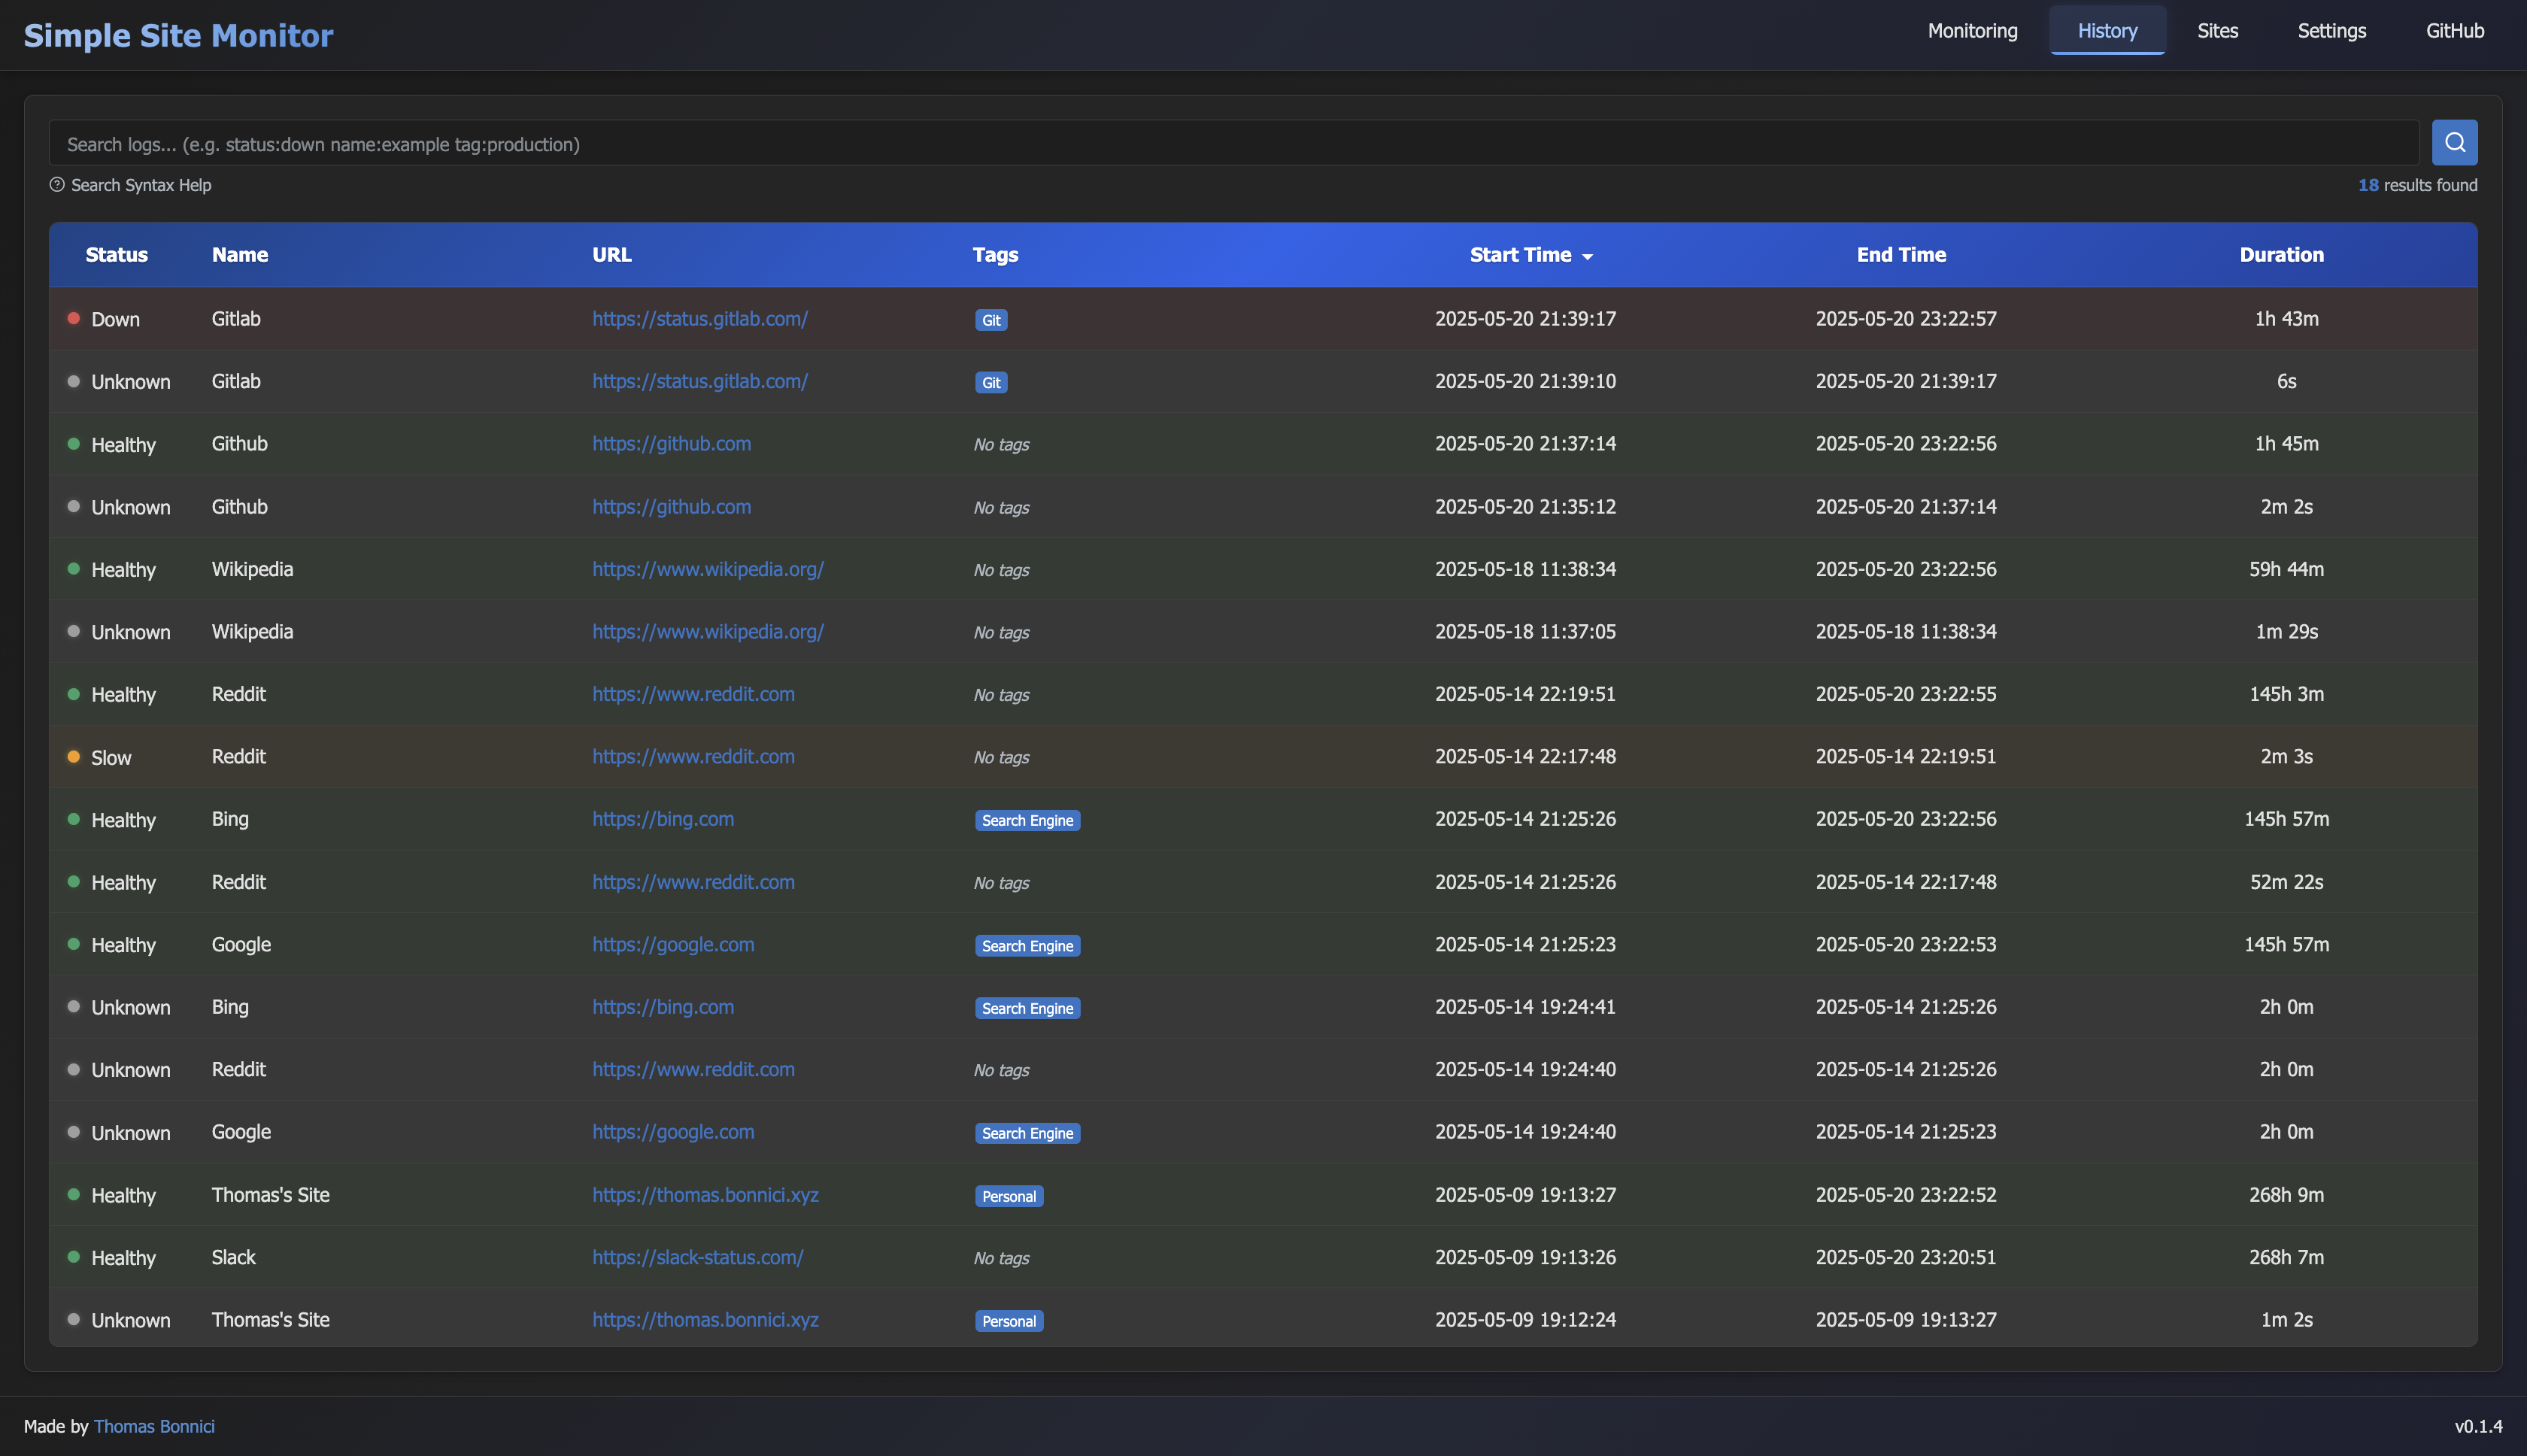 Simple Site Monitor
Monitoring History Sites Settings GitHub
Search logs... (e.g. status:down name:example tag:production)
Search Syntax Help 18 results found
Status Name URL Tags Start Time End Time Duration
Down Gitlab https://status.gitlab.com/ Git 2025-05-20 21:39:17 2025-05-20 23:22:57 1h 43m
Unknown Gitlab https://status.gitlab.com/ Git 2025-05-20 21:39:10 2025-05-20 21:39:17 6s
Healthy Github https://github.com No tags 2025-05-20 21:37:14 2025-05-20 23:22:56 1h 45m
Unknown Github https://github.com No tags 2025-05-20 21:35:12 2025-05-20 21:37:14 2m 2s
Healthy Wikipedia https://www.wikipedia.org/ No tags 2025-05-18 11:38:34 2025-05-20 23:22:56 59h 44m
Unknown Wikipedia https://www.wikipedia.org/ No tags 2025-05-18 11:37:05 2025-05-18 11:38:34 1m 29s
Healthy Reddit https://www.reddit.com No tags 2025-05-14 22:19:51 2025-05-20 23:22:55 145h 3m
Slow Reddit https://www.reddit.com No tags 2025-05-14 22:17:48 2025-05-14 22:19:51 2m 3s
Healthy Bing https://bing.com Search Engine 2025-05-14 21:25:26 2025-05-20 23:22:56 145h 57m
Healthy Reddit https://www.reddit.com No tags 2025-05-14 21:25:26 2025-05-14 22:17:48 52m 22s
Healthy Google https://google.com Search Engine 2025-05-14 21:25:23 2025-05-20 23:22:53 145h 57m
Unknown Bing https://bing.com Search Engine 2025-05-14 19:24:41 2025-05-14 21:25:26 2h 0m
Unknown Reddit https://www.reddit.com No tags 2025-05-14 19:24:40 2025-05-14 21:25:26 2h 0m
Unknown Google https://google.com Search Engine 2025-05-14 19:24:40 2025-05-14 21:25:23 2h 0m
Healthy Thomas's Site https://thomas.bonnici.xyz Personal 2025-05-09 19:13:27 2025-05-20 23:22:52 268h 9m
Healthy Slack https://slack-status.com/ No tags 2025-05-09 19:13:26 2025-05-20 23:20:51 268h 7m
Unknown Thomas's Site https://thomas.bonnici.xyz Personal 2025-05-09 19:12:24 2025-05-09 19:13:27 1m 2s
Made by Thomas Bonnici v0.1.4